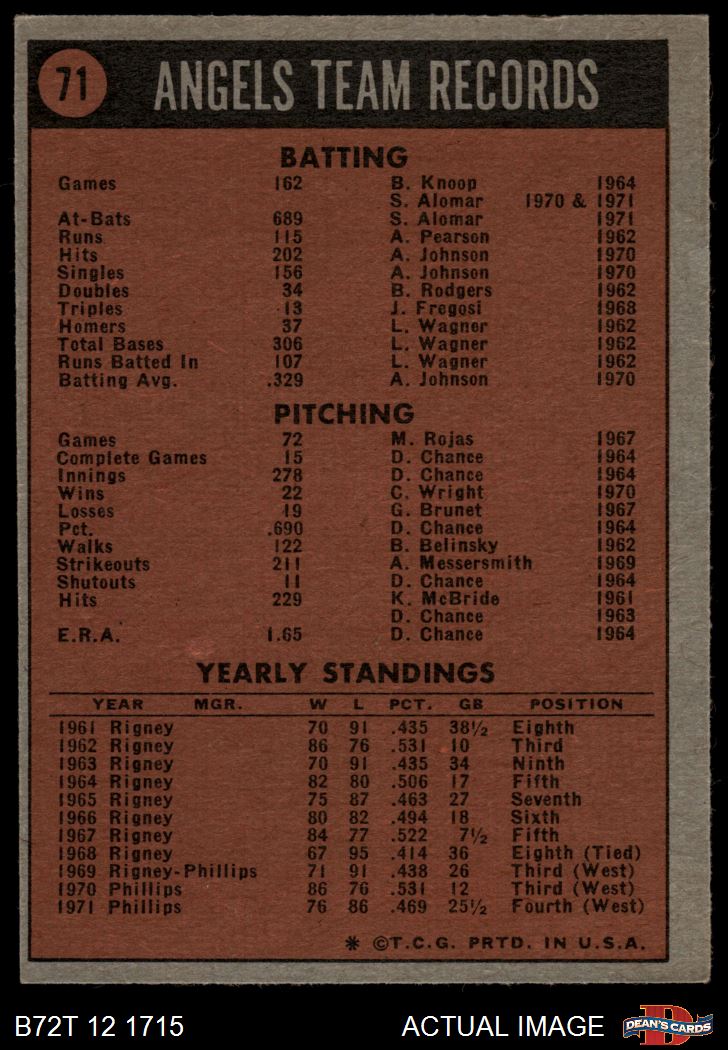 71 ANGELS TEAM RECORDS
BATTING
Games 162 B. Knoop 1964
S. Alomar 1970 & 1971
At-Bats 689 S. Alomar 1971
Runs 115 A. Pearson 1962
Hits 202 A. Johnson 1970
Singles 156 A. Johnson 1970
Doubles 34 B. Rodgers 1962
Triples 13 J. Fregosi 1968
Homers 37 L. Wagner 1962
Total Bases 306 L. Wagner 1962
Runs Batted In 107 L. Wagner 1962
Batting Avg. .329 A. Johnson 1970
PITCHING
Games 72 M. Rojas 1967
Complete Games 15 D. Chance 1964
Innings 278 D. Chance 1964
Wins 22 C. Wright 1970
Losses 19 G. Brunet 1967
Pct. .690 D. Chance 1964
Walks 122 B. Belinsky 1962
Strikeouts 211 A. Messersmith 1969
Shutouts 11 D. Chance 1964
Hits 229 K. McBride 1961
D. Chance 1963
E.R.A. 1.65 D. Chance 1964
YEARLY STANDINGS
YEAR MGR. W L PCT. GB POSITION
1961 Rigney 70 91 .435 38½ Eighth
1962 Rigney 86 76 .531 10 Third
1963 Rigney 70 91 .435 34 Ninth
1964 Rigney 82 80 .506 17 Fifth
1965 Rigney 75 87 .463 27 Seventh
1966 Rigney 80 82 .494 18 Sixth
1967 Rigney 84 77 .522 7½ Fifth
1968 Rigney 67 95 .414 36 Eighth (Tied)
1969 Rigney-Phillips 71 91 .438 26 Third (West)
1970 Phillips 86 76 .531 12 Third (West)
1971 Phillips 76 86 .469 25½ Fourth (West)
* ©T.C.G. PRTD. IN U.S.A.
B72T 12 1715 ACTUAL IMAGE D DEAN'S CARDS